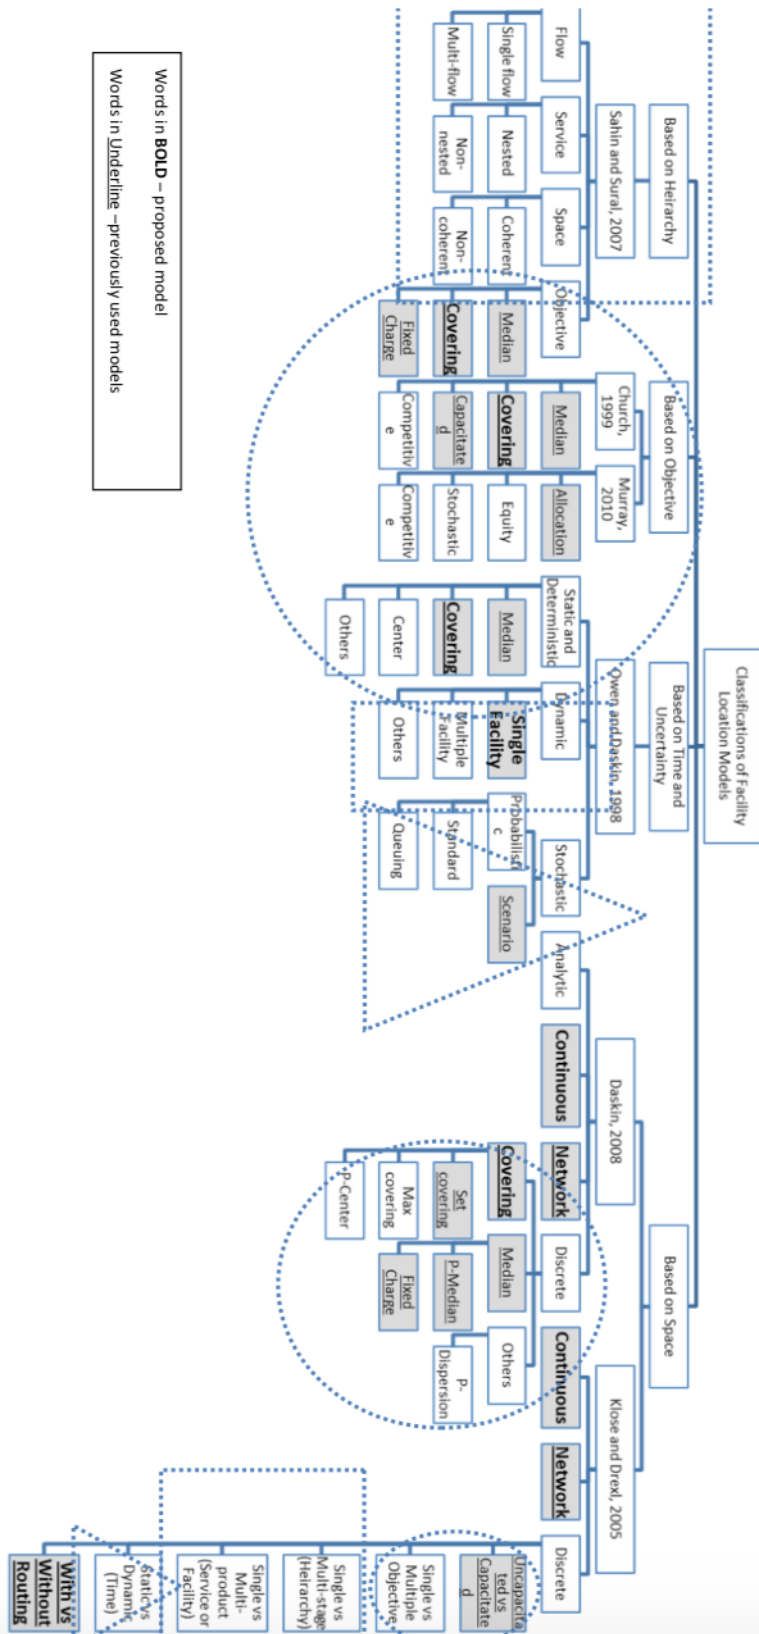 Classifications of Facility
Location Models
Based on Heirarchy
Sahin and Sural, 2007
Flow
Single flow
Multi-flow
Service
Nested
Non-
nested
Space
Coherent
Non-
coherent
Objective
Median
Covering
Fixed
Charge
Based on Objective
Church,
1999
Median
Covering
Capacitate
d
Competitiv
e
Murray,
2010
Allocation
Equity
Stochastic
Competitiv
e
Based on Time and
Uncertainty
Owen and Daskin, 1998
Static and
Deterministic
Median
Covering
Center
Others
Dynamic
Single
Facility
Multiple
Facility
Others
Stochastic
Probabilisti
c
Standard
Queuing
Scenario
Based on Space
Daskin, 2008
Analytic
Continuous
Network
Discrete
Covering
Set
covering
Max
covering
P-Center
Median
P-Median
Fixed
Charge
Others
P-
Dispersion
Klose and Drexl, 2005
Continuous
Network
Discrete
Uncapacita
ted vs
Capacitate
d
Single vs
Multiple
Objective
Single vs
Multi-stage
(Heirarchy)
Single vs
Multi-
product
(Service or
Facility)
Static vs
Dynamic
(Time)
With vs
Without
Routing
Words in BOLD – proposed model
Words in Underline –previously used models